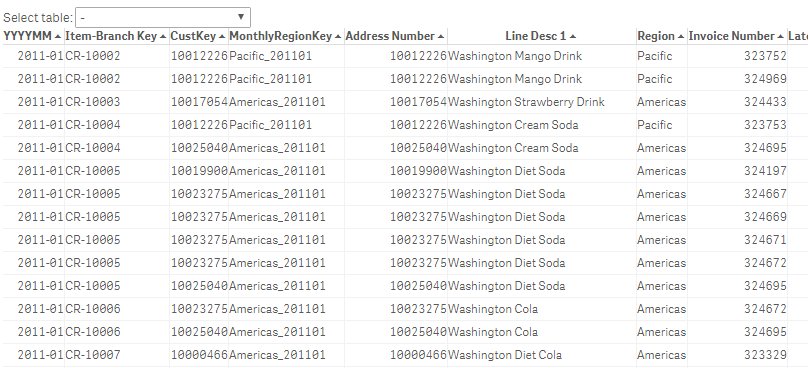 Select table: -
YYYYMM Item-Branch Key CustKey MonthlyRegionKey Address Number Line Desc 1 Region Invoice Number Late
2011-01 CR-10002 10012226 Pacific_201101 10012226 Washington Mango Drink Pacific 323752
2011-01 CR-10002 10012226 Pacific_201101 10012226 Washington Mango Drink Pacific 324969
2011-01 CR-10003 10017054 Americas_201101 10017054 Washington Strawberry Drink Americas 324433
2011-01 CR-10004 10012226 Pacific_201101 10012226 Washington Cream Soda Pacific 323753
2011-01 CR-10004 10025040 Americas_201101 10025040 Washington Cream Soda Americas 324695
2011-01 CR-10005 10019900 Americas_201101 10019900 Washington Diet Soda Americas 324197
2011-01 CR-10005 10023275 Americas_201101 10023275 Washington Diet Soda Americas 324667
2011-01 CR-10005 10023275 Americas_201101 10023275 Washington Diet Soda Americas 324669
2011-01 CR-10005 10023275 Americas_201101 10023275 Washington Diet Soda Americas 324671
2011-01 CR-10005 10023275 Americas_201101 10023275 Washington Diet Soda Americas 324672
2011-01 CR-10005 10025040 Americas_201101 10025040 Washington Diet Soda Americas 324695
2011-01 CR-10006 10023275 Americas_201101 10023275 Washington Cola Americas 324672
2011-01 CR-10006 10025040 Americas_201101 10025040 Washington Cola Americas 324695
2011-01 CR-10007 10000466 Americas_201101 10000466 Washington Diet Cola Americas 323329